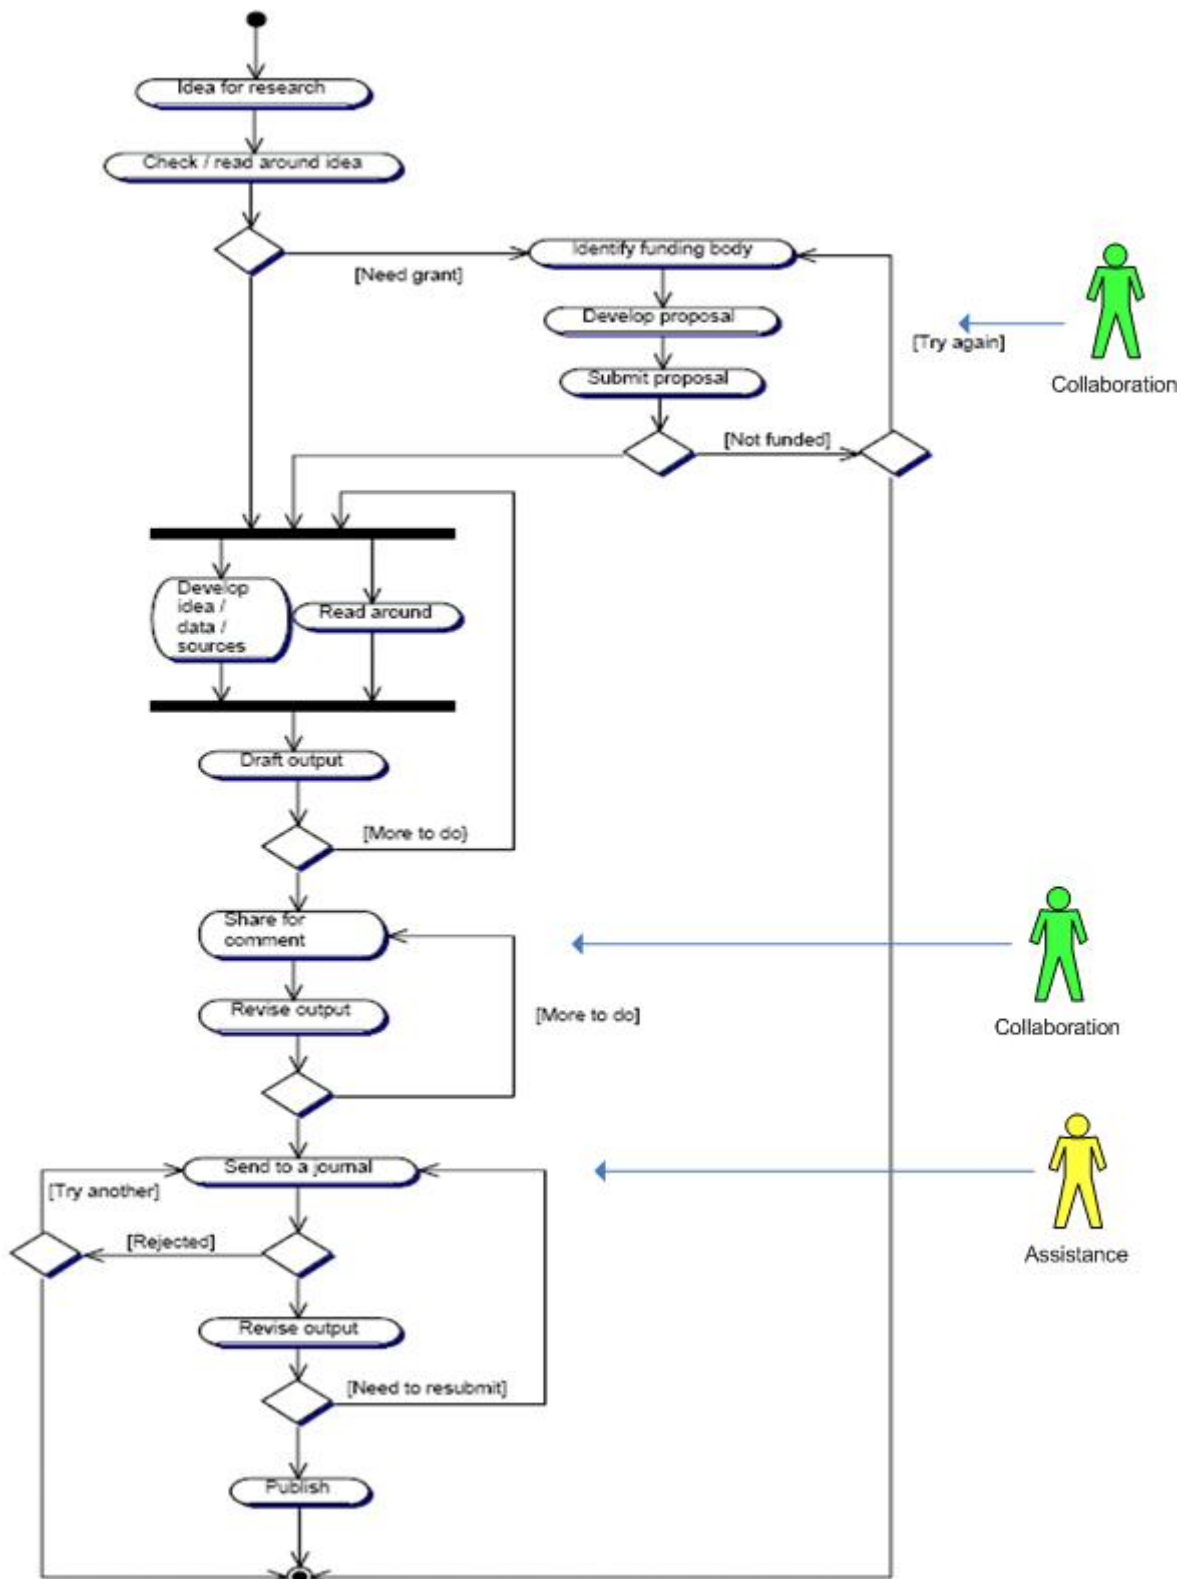 Idea for research
Check / read around idea
Identify funding body
[Need grant]
Develop proposal
[Try again]
Submit proposal
Collaboration
[Not funded]
Develop
idea /
data /
sources
Read around
Draft output
[More to do}
Share for
comment
Revise output
[More to do]
Collaboration
Send to a journal
[Try another]
[Rejected]
Assistance
Revise output
[Need to resubmit]
Publish